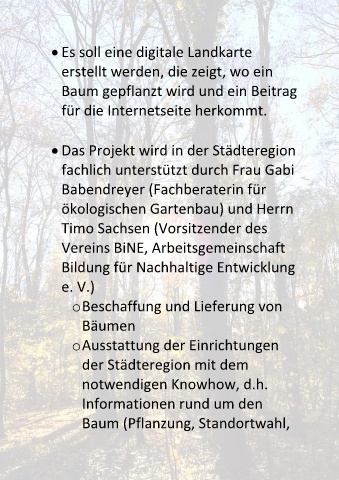 • Es soll eine digitale Landkarte
erstellt werden, die zeigt, wo ein
Baum gepflanzt wird und ein Beitrag
für die Internetseite herkommt.
• Das Projekt wird in der Städteregion
fachlich unterstützt durch Frau Gabi
Babendreyer (Fachberaterin für
ökologischen Gartenbau) und Herrn
Timo Sachsen (Vorsitzender des
Vereins BiNE, Arbeitsgemeinschaft
Bildung für Nachhaltige Entwicklung
e. V.)
o Beschaffung und Lieferung von
Bäumen
o Ausstattung der Einrichtungen
der Städteregion mit dem
notwendigen Knowhow, d.h.
Informationen rund um den
Baum (Pflanzung, Standortwahl,